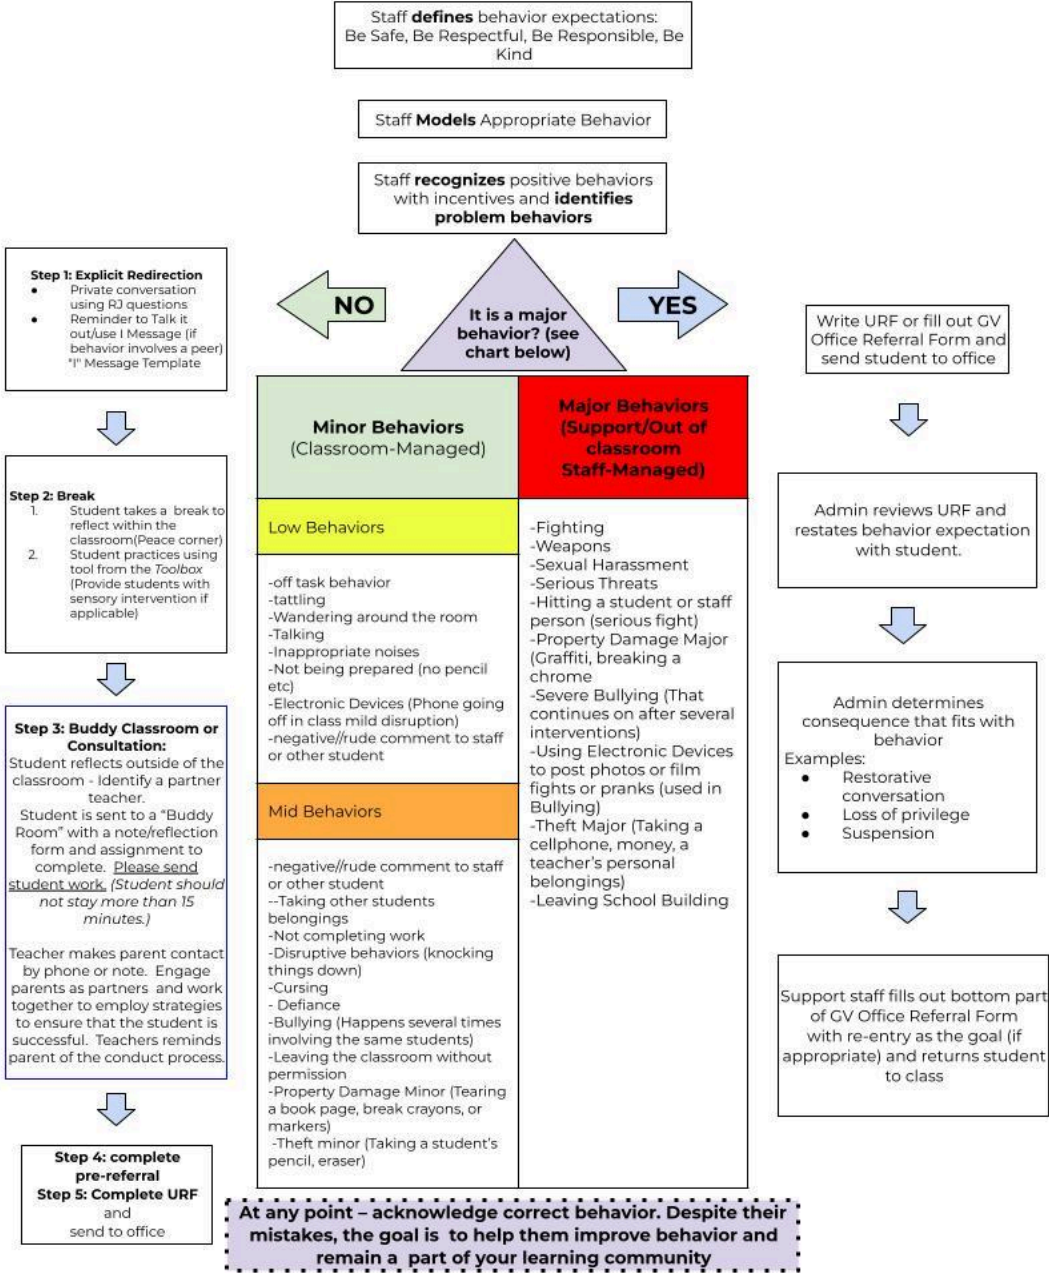 Staff defines behavior expectations:
Be Safe, Be Respectful, Be Responsible, Be
Kind
Staff Models Appropriate Behavior
Staff recognizes positive behaviors
with incentives and identifies
problem behaviors
NO
It is a major
behavior? (see
chart below)
YES
Step 1: Explicit Redirection
● Private conversation
using RJ questions
● Reminder to Talk it
out/use I Message (if
behavior involves a peer)
"I" Message Template
Step 2: Break
1. Student takes a break to
reflect within the
classroom(Peace corner)
2. Student practices using
tool from the Toolbox
(Provide students with
sensory intervention if
applicable)
Step 3: Buddy Classroom or
Consultation:
Student reflects outside of the
classroom - Identify a partner
teacher.
Student is sent to a “Buddy
Room” with a note/reflection
form and assignment to
complete. Please send
student work. (Student should
not stay more than 15
minutes.)
Teacher makes parent contact
by phone or note. Engage
parents as partners and work
together to employ strategies
to ensure that the student is
successful. Teachers reminds
parent of the conduct process.
Step 4: complete
pre-referral
Step 5: Complete URF
and
send to office
Minor Behaviors
(Classroom-Managed)
Low Behaviors
-off task behavior
-tattling
-Wandering around the room
-Talking
-Inappropriate noises
-Not being prepared (no pencil
etc)
-Electronic Devices (Phone going
off in class mild disruption)
-negative//rude comment to staff
or other student
Mid Behaviors
-negative//rude comment to staff
or other student
--Taking other students
belongings
-Not completing work
-Disruptive behaviors (knocking
things down)
-Cursing
- Defiance
-Bullying (Happens several times
involving the same students)
-Leaving the classroom without
permission
-Property Damage Minor (Tearing
a book page, break crayons, or
markers)
-Theft minor (Taking a student’s
pencil, eraser)
Major Behaviors
(Support/Out of
classroom
Staff-Managed)
-Fighting
-Weapons
-Sexual Harassment
-Serious Threats
-Hitting a student or staff
person (serious fight)
-Property Damage Major
(Graffiti, breaking a
chrome
-Severe Bullying (That
continues on after several
interventions)
-Using Electronic Devices
to post photos or film
fights or pranks (used in
Bullying)
-Theft Major (Taking a
cellphone, money, a
teacher’s personal
belongings)
-Leaving School Building
Write URF or fill out GV
Office Referral Form and
send student to office
Admin reviews URF and
restates behavior expectation
with student.
Admin determines
consequence that fits with
behavior
Examples:
● Restorative
conversation
● Loss of privilege
● Suspension
Support staff fills out bottom part
of GV Office Referral Form
with re-entry as the goal (if
appropriate) and returns student
to class
At any point – acknowledge correct behavior. Despite their
mistakes, the goal is to help them improve behavior and
remain a part of your learning community